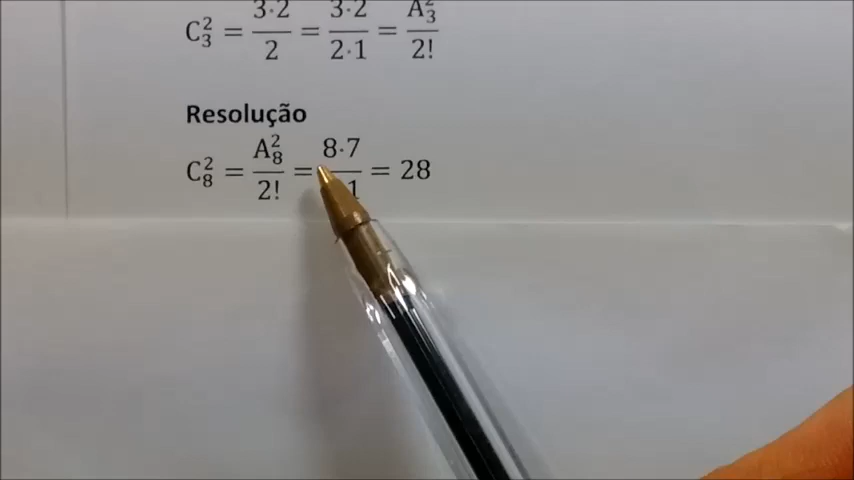 C₃² = 3·2/2 = 3·2/2·1 = A₃²/2!
Resolução
C₈² = A₈²/2! = 8·7/ 1 = 28